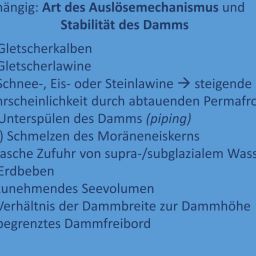 hängig: Art des Auslösemechanismus und
Stabilität des Damms
Gletscherkalben
Gletscherlawine
Schnee-, Eis- oder Steinlawine → steigende
hrscheinlichkeit durch abtauenden Permafro
Unterspülen des Damms (piping)
) Schmelzen des Moräneneiskerns
asche Zufuhr von supra-/subglazialem Wass
Erdbeben
unehmendes Seevolumen
Verhältnis der Dammbreite zur Dammhöhe
begrenztes Dammfreibord